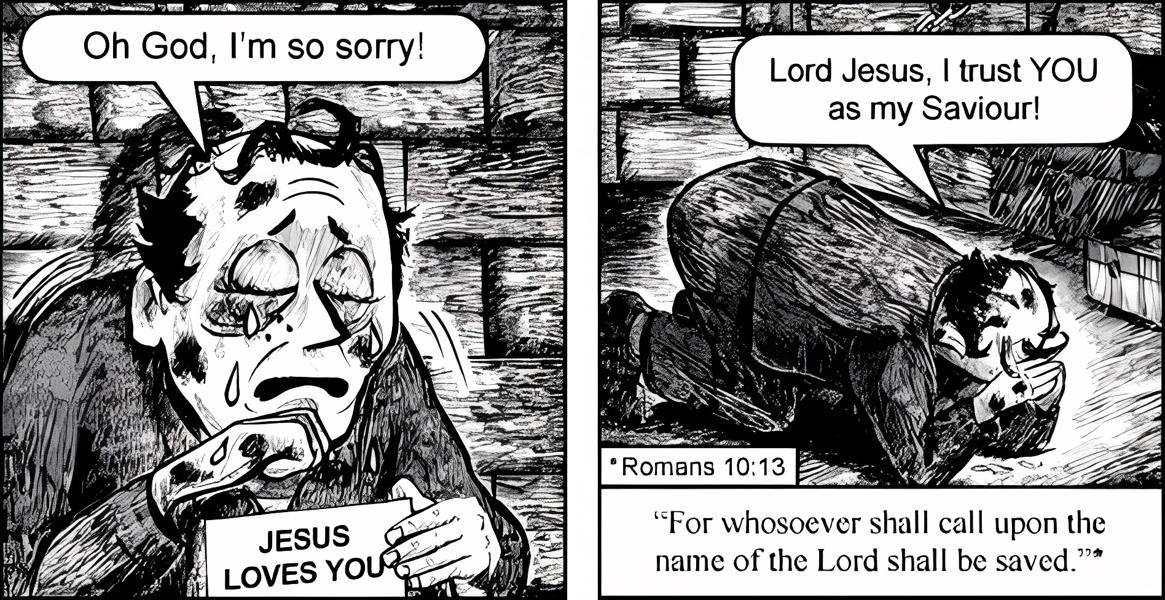 Oh God, I'm so sorry!
JESUS
LOVES YOU
Lord Jesus, I trust YOU
as my Saviour!
*Romans 10:13
“For whosoever shall call upon the
name of the Lord shall be saved.”*